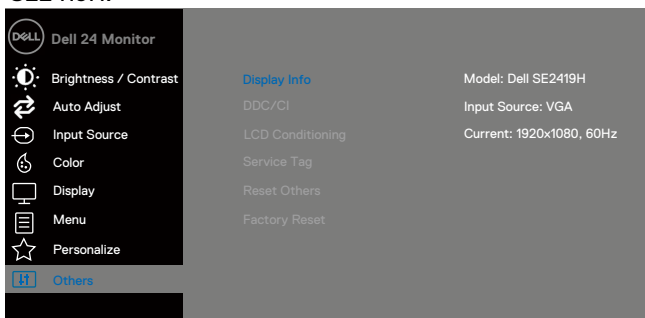 DELL Dell 24 Monitor
Brightness / Contrast
Auto Adjust
Input Source
Color
Display
Menu
Personalize
Others
Display Info
DDC/CI
LCD Conditioning
Service Tag
Reset Others
Factory Reset
Model: Dell SE2419H
Input Source: VGA
Current: 1920x1080, 60Hz